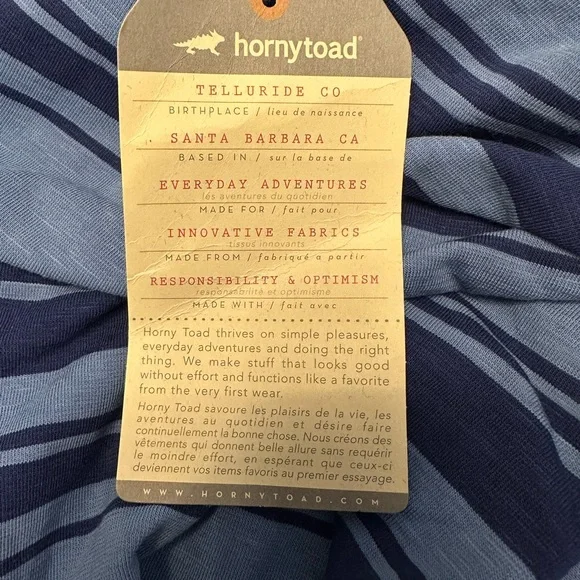 hornytoad®
TELLURIDE CO
BIRTHPLACE / lieu de naissance
SANTA BARBARA CA
BASED IN / sur la base de
EVERYDAY ADVENTURES
les aventures du quotidien
MADE FOR / fait pour
INNOVATIVE FABRICS
tissus innovants
MADE FROM / fabriqué a partir
RESPONSIBILITY & OPTIMISM
responsabilité et optimisme
MADE WITH / fait avec
Horny Toad thrives on simple pleasures,
everyday adventures and doing the right
thing. We make stuff that looks good
without effort and functions like a favorite
from the very first wear.
Horny Toad savoure les plaisirs de la vie, les
aventures au quotidien et désire faire
continuellement la bonne chose. Nous créons des
vêtements qui donnent belle allure sans requérir
le moindre effort, en espérant que ceux-ci
deviennent vos items favoris au premier essayage.
WWW.HORNYTOAD.COM